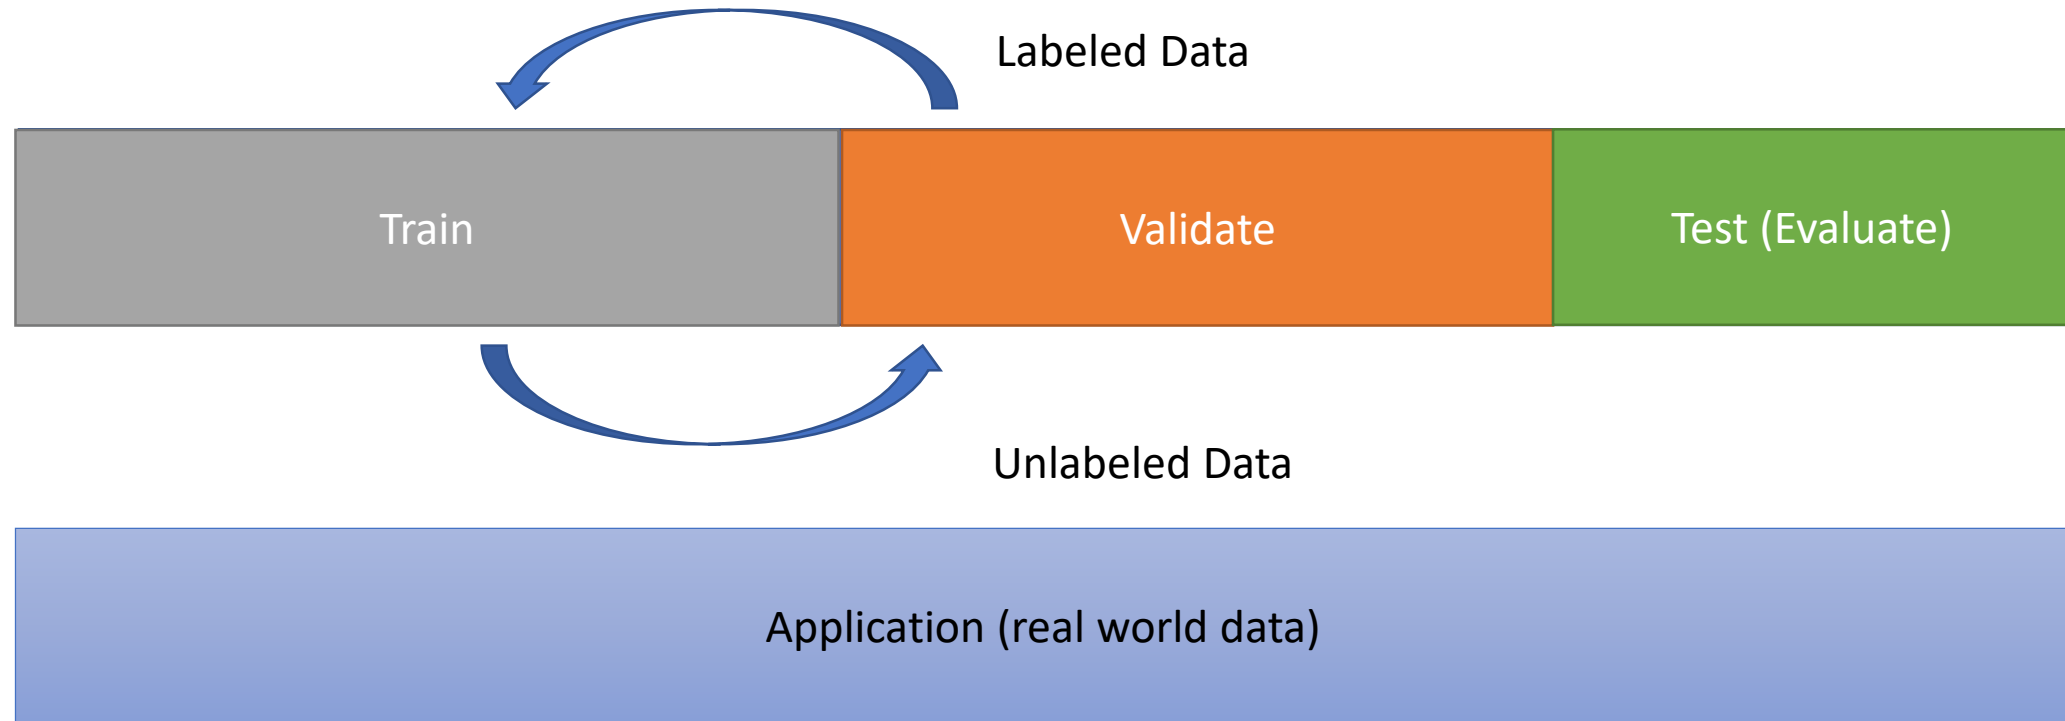 Labeled Data
Train
Validate
Test (Evaluate)
Unlabeled Data
Application (real world data)